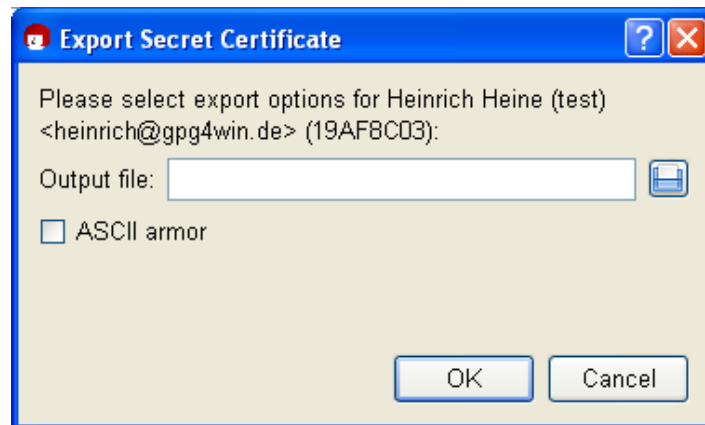 Export Secret Certificate
Please select export options for Heinrich Heine (test)
<heinrich@gpg4win.de> (19AF8C03):
Output file:
ASCII armor
OK Cancel